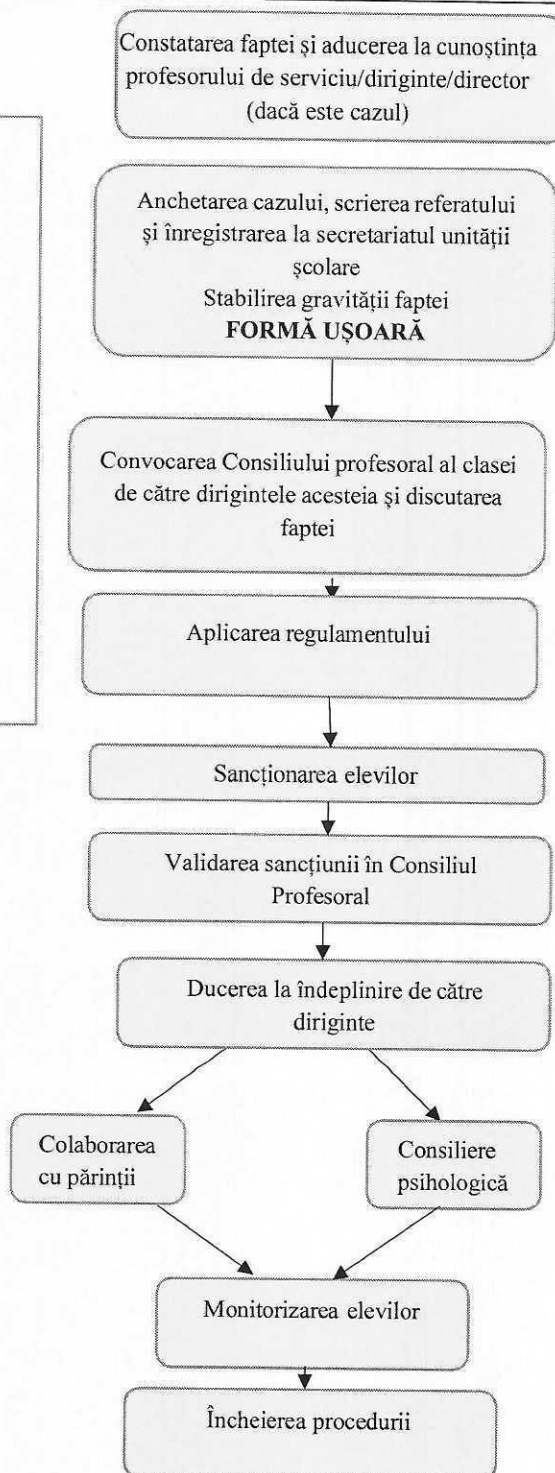 Constatarea faptei și aducerea la cunoștința
profesorului de serviciu/diriginte/director
(dacă este cazul)
Anchetarea cazului, scrierea referatului
și înregistrarea la secretariatul unității
școlare
Stabilirea gravității faptei
FORMĂ UȘOARĂ
Convocarea Consiliului profesoral al clasei
de către dirigintele acesteia și discutarea
faptei
Aplicarea regulamentului
Sancționarea elevilor
Validarea sancțiunii în Consiliul
Profesoral
Ducerea la îndeplinire de către
diriginte
Colaborarea
cu părinții
Consiliere
psihologică
Monitorizarea elevilor
Încheierea procedurii